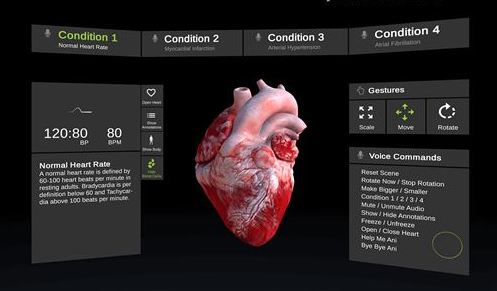 Condition 1
Normal Heart Rate
Condition 2
Myocardial Infarction
Condition 3
Arterial Hypertension
Condition 4
Atrial Fibrillation
120:80
BP
80
BPM
Open Heart
Show
Annotations
Show Body
Hide
Normal Heart Rate
A normal heart rate is defined by
60-100 heart beats per minute in
resting adults. Bradycardia is per
definition below 60 and Tachycar-
dia above 100 beats per minute.
Gestures
Scale
Move
Rotate
Voice Commands
Reset Scene
Rotate Now / Stop Rotation
Make Bigger / Smaller
Condition 1 / 2 / 3 / 4
Mute / Unmute Audio
Show / Hide Annotations
Freeze / Unfreeze
Open / Close Heart
Help Me Ani
Bye Bye Ani